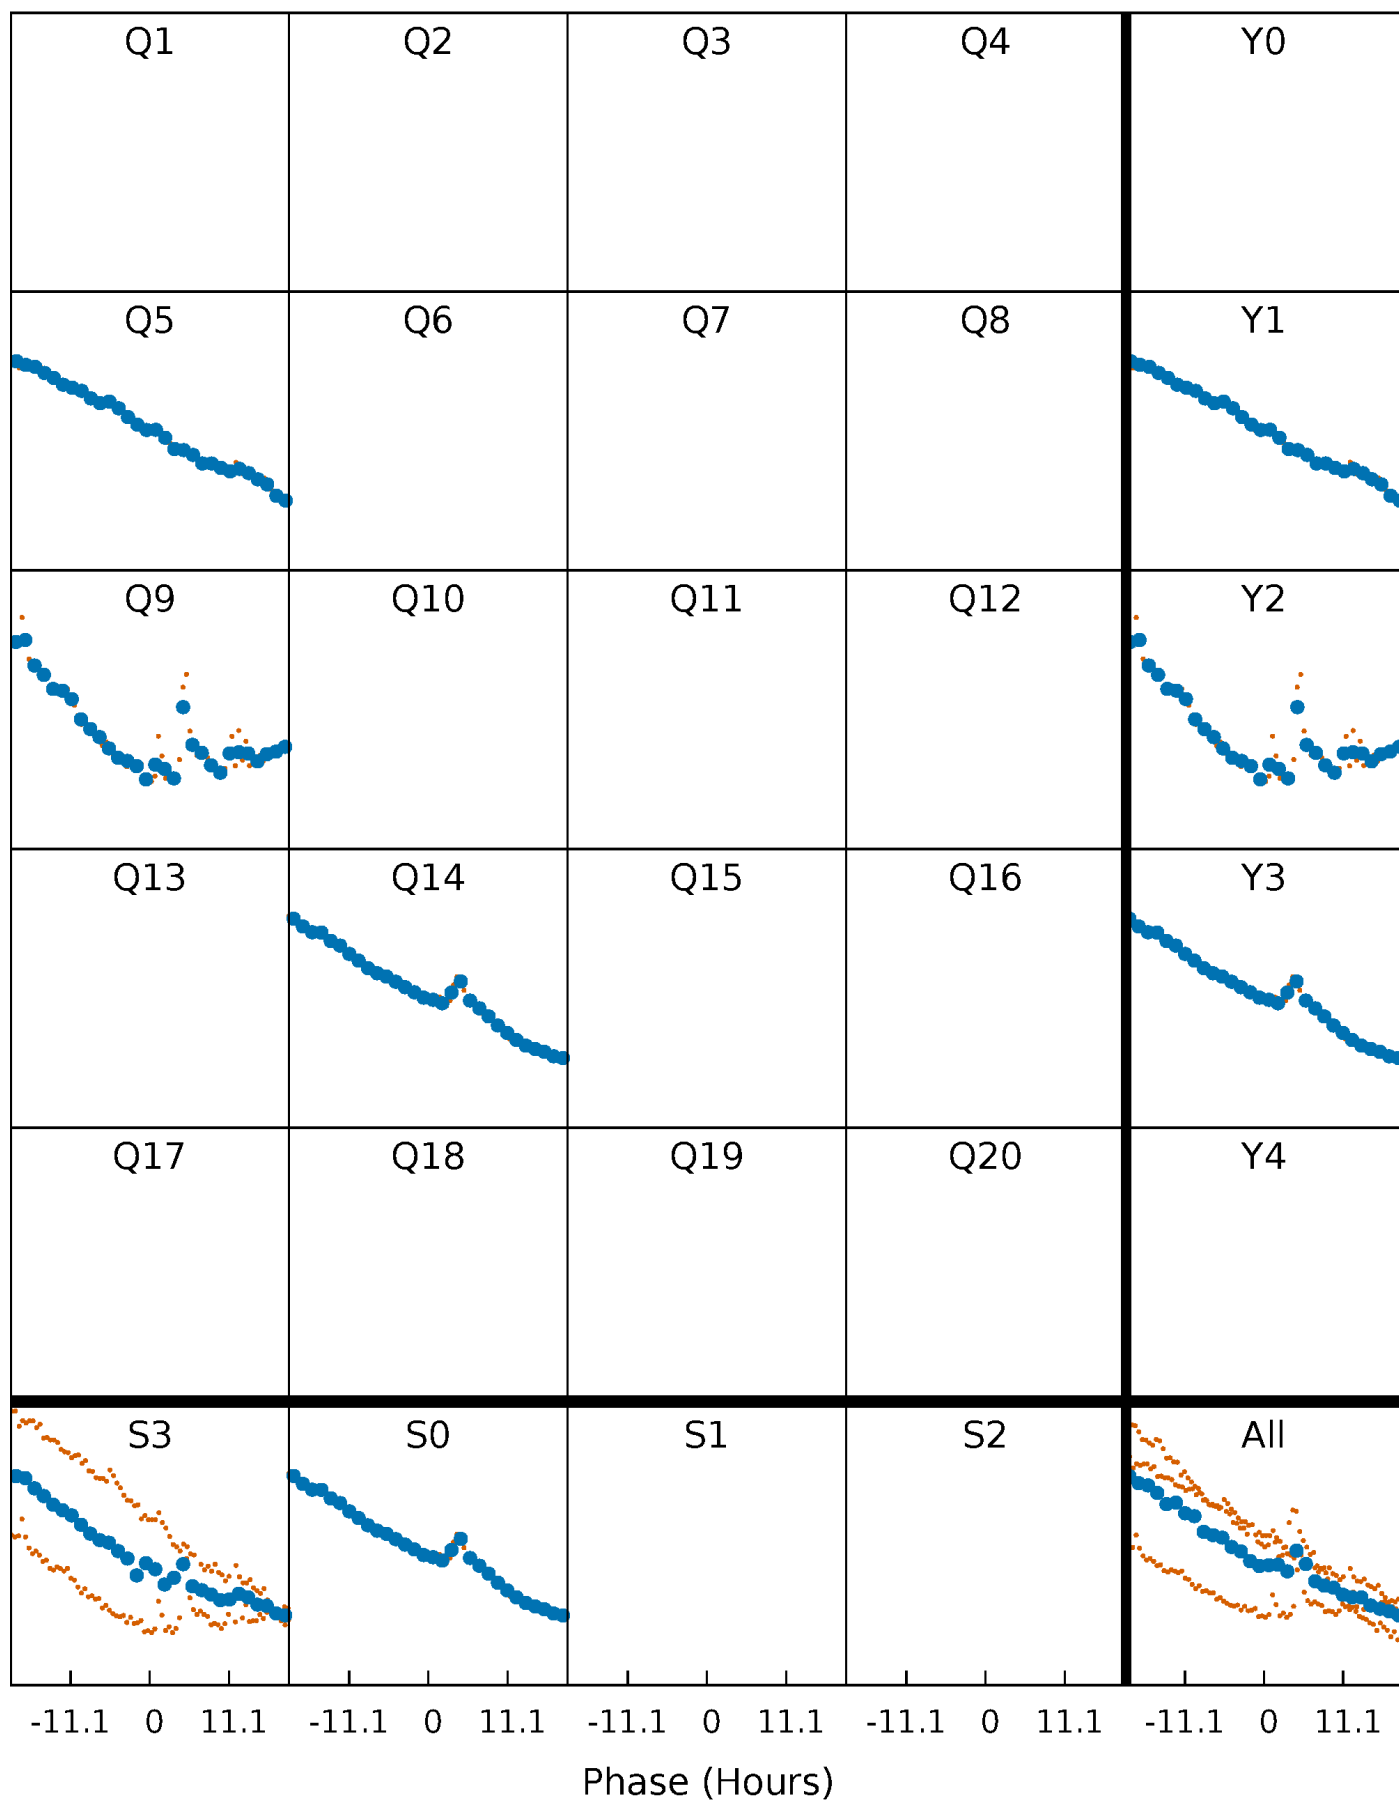 Q1 Q2 Q3 Q4 Y0
Q5 Q6 Q7 Q8 Y1
Q9 Q10 Q11 Q12 Y2
Q13 Q14 Q15 Q16 Y3
Q17 Q18 Q19 Q20 Y4
S3 S0 S1 S2 All
-11.1 0 11.1 -11.1 0 11.1 -11.1 0 11.1 -11.1 0 11.1 -11.1 0 11.1
Phase (Hours)